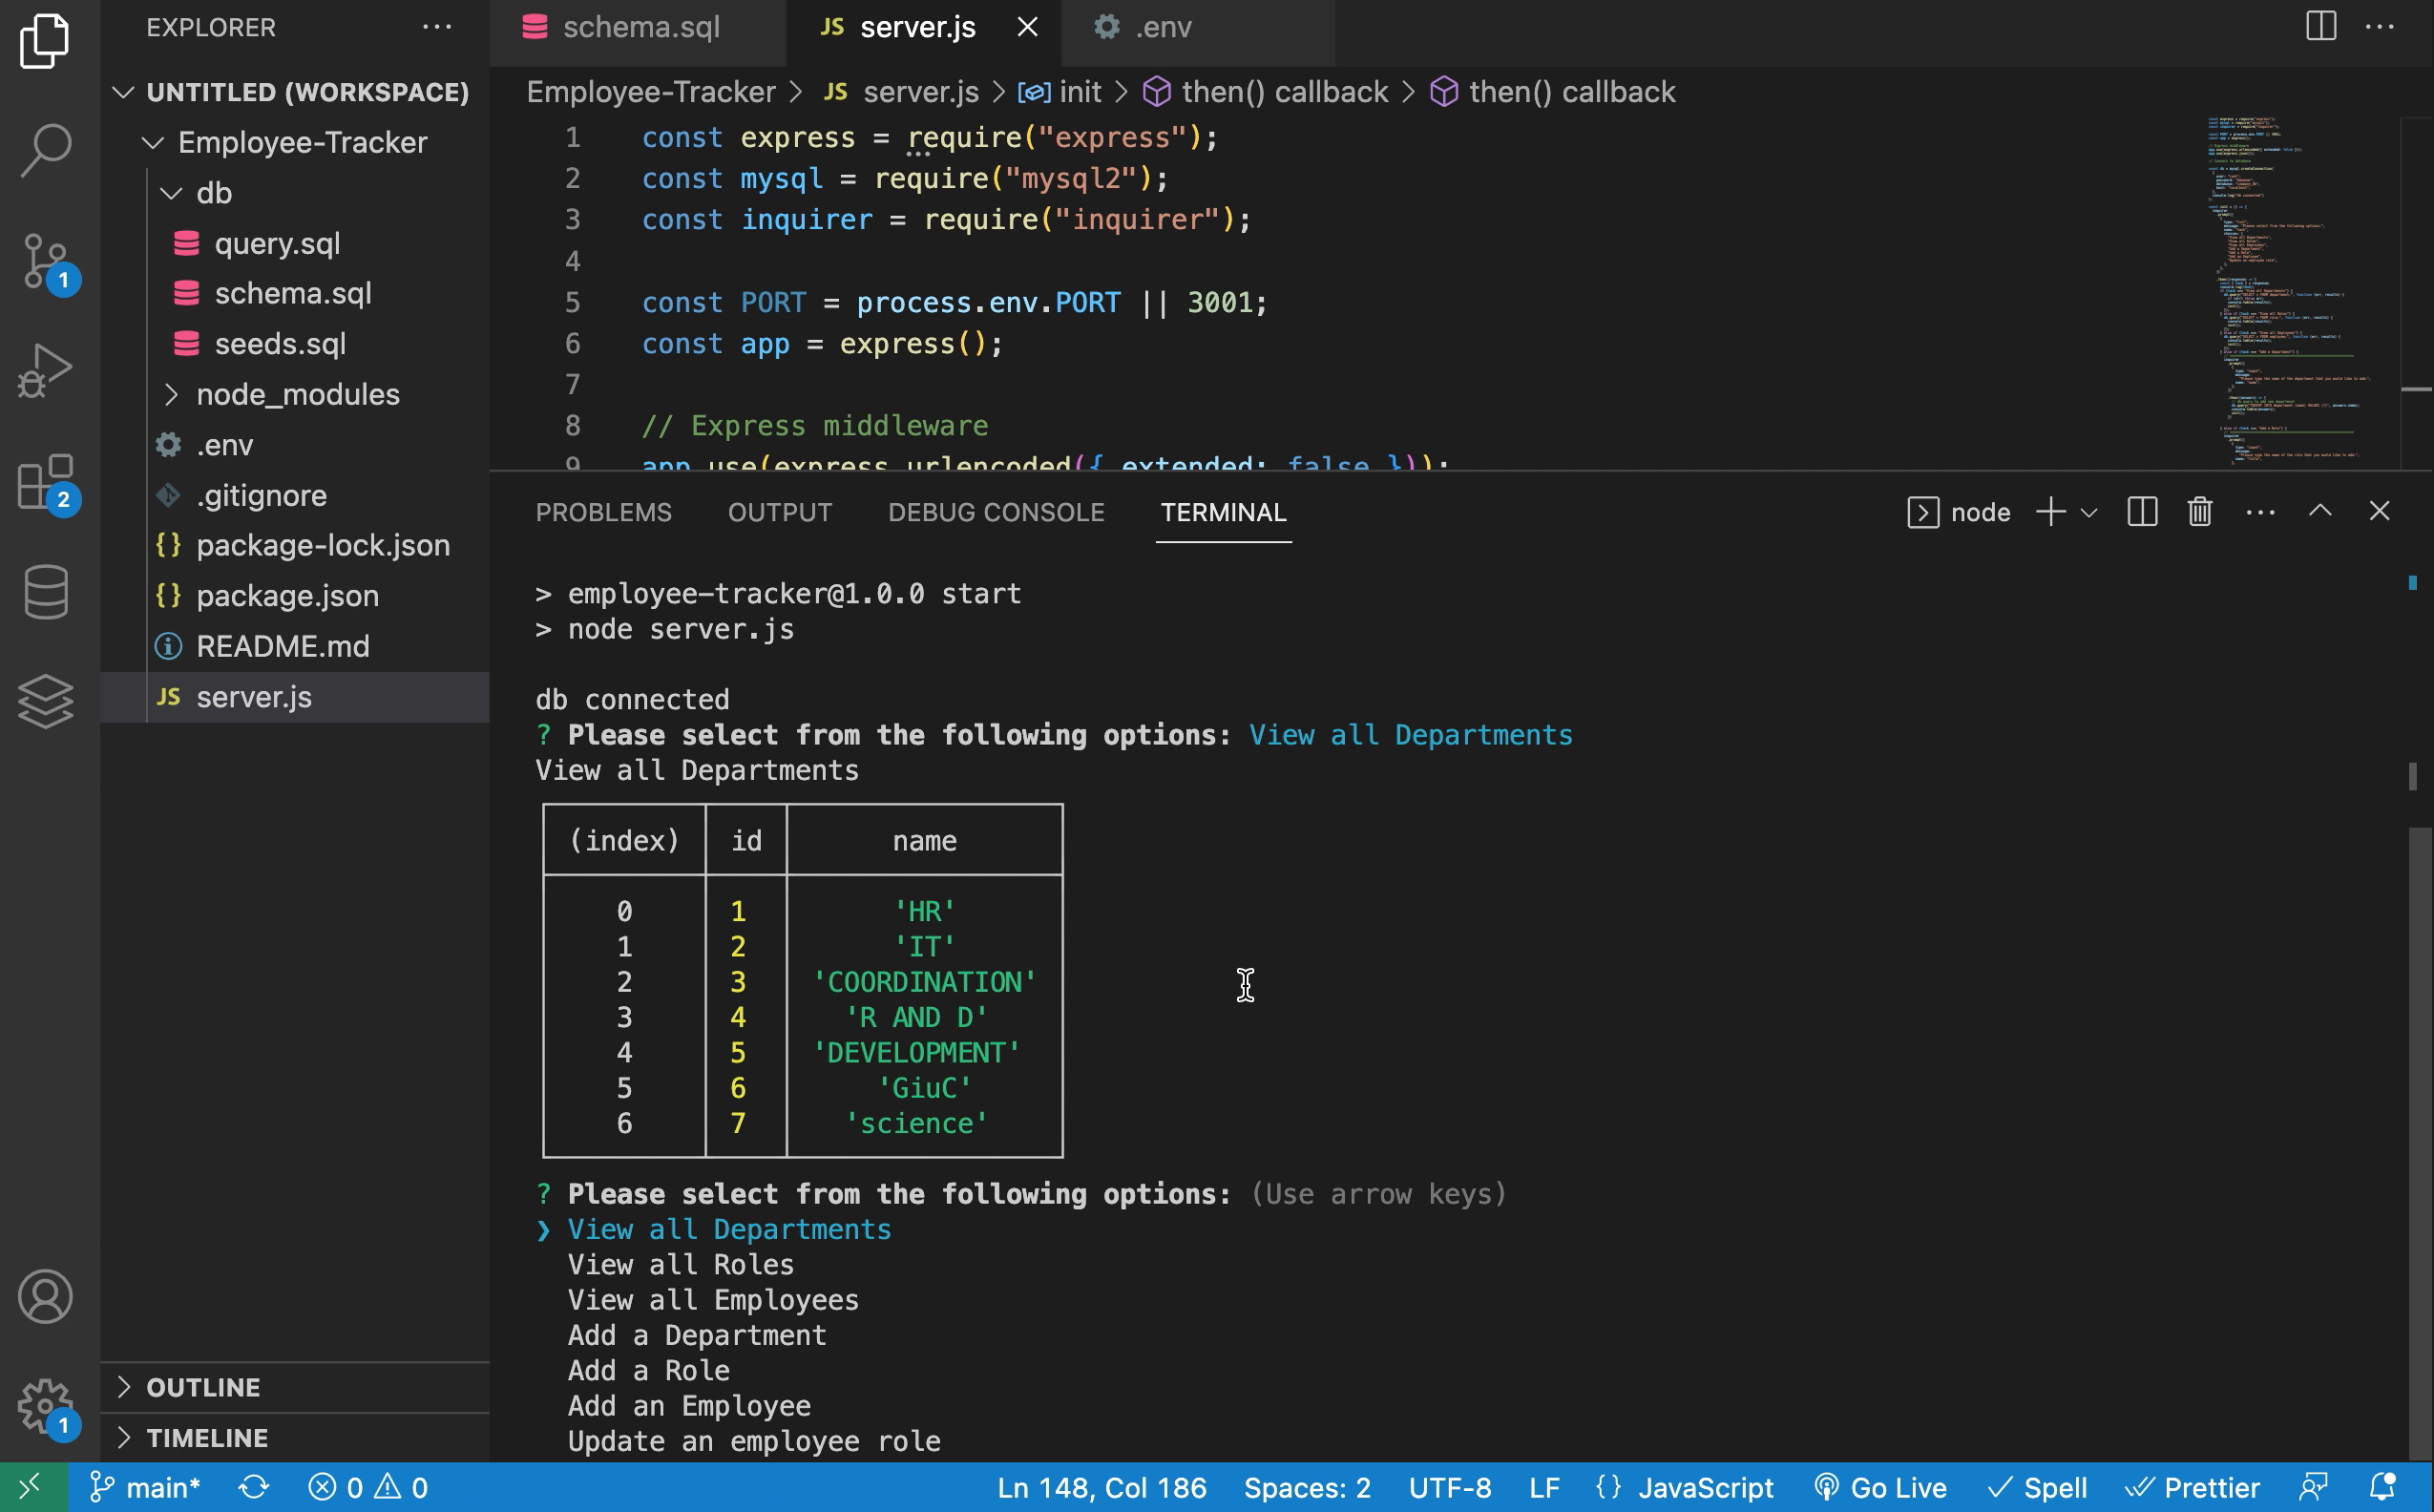 EXPLORER
UNTITLED (WORKSPACE)
Employee-Tracker
db
query.sql
schema.sql
seeds.sql
node_modules
.env
.gitignore
package-lock.json
package.json
README.md
JS server.js
OUTLINE
TIMELINE
1
2
1
schema.sql
JS server.js
.env
Employee-Tracker > JS server.js > init > then() callback > then() callback
1 const express = require("express");
2 const mysql = require("mysql2");
3 const inquirer = require("inquirer");
4
5 const PORT = process.env.PORT || 3001;
6 const app = express();
7
8 // Express middleware
9 app.use(express.urlencoded({ extended: false }));
PROBLEMS OUTPUT DEBUG CONSOLE TERMINAL
node
> employee-tracker@1.0.0 start
> node server.js
db connected
? Please select from the following options: View all Departments
View all Departments
(index) id name
0 1 'HR'
1 2 'IT'
2 3 'COORDINATION'
3 4 'R AND D'
4 5 'DEVELOPMENT'
5 6 'GiuC'
6 7 'science'
? Please select from the following options: (Use arrow keys)
❯ View all Departments
View all Roles
View all Employees
Add a Department
Add a Role
Add an Employee
Update an employee role
main* 0 0 Ln 148, Col 186 Spaces: 2 UTF-8 LF {} JavaScript Go Live Spell Prettier